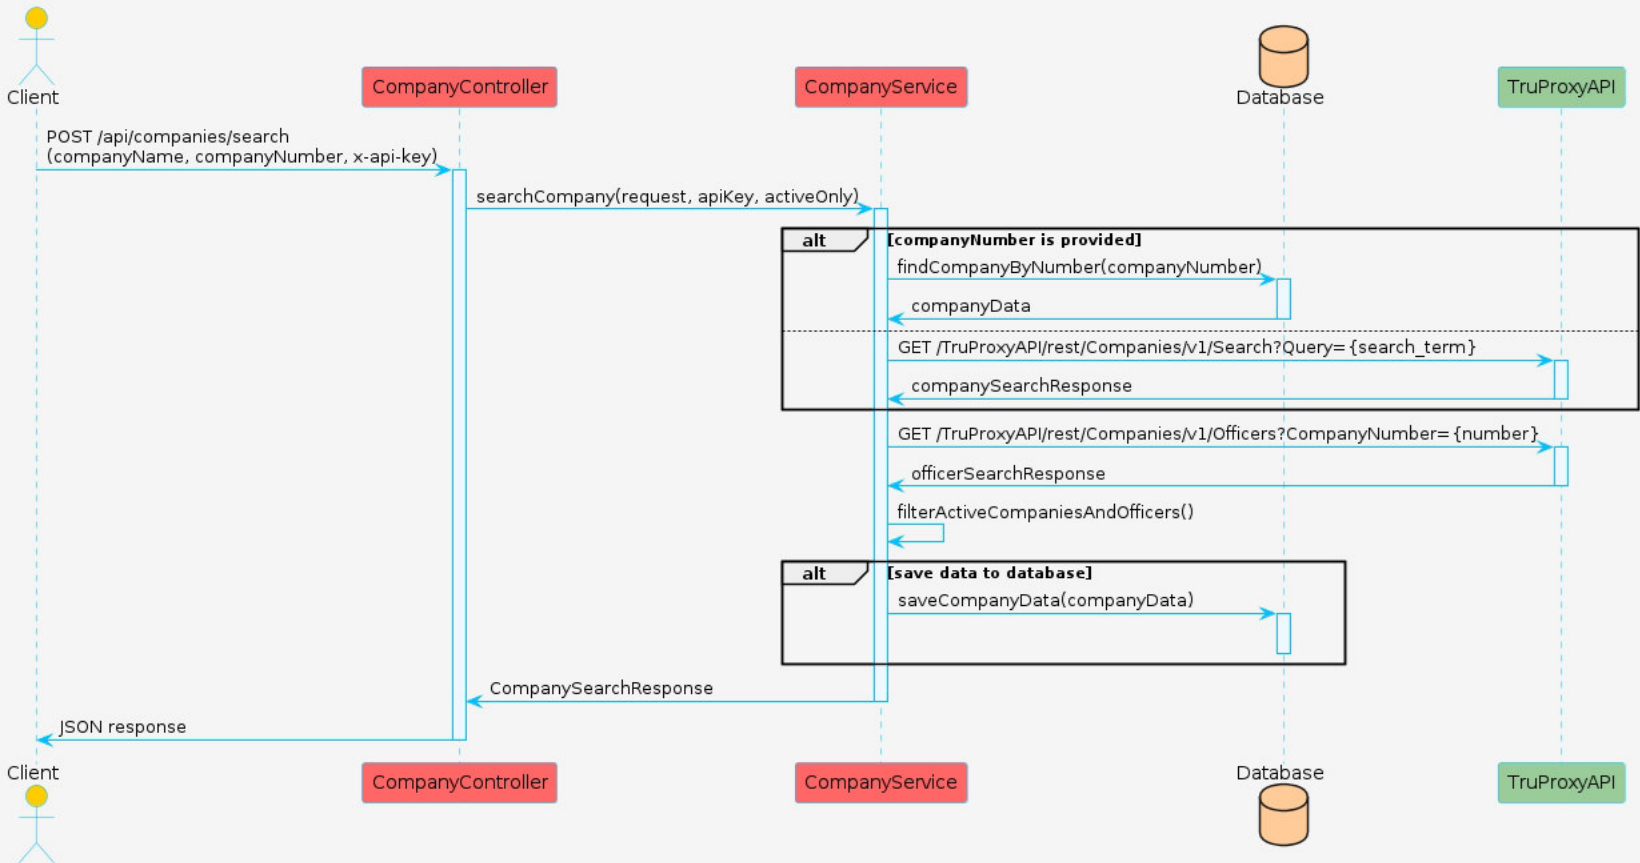 Client
CompanyController
CompanyService
Database
TruProxyAPI
POST /api/companies/search
(companyName, companyNumber, x-api-key)
searchCompany(request, apiKey, activeOnly)
alt
[companyNumber is provided]
findCompanyByNumber(companyNumber)
companyData
GET /TruProxyAPI/rest/Companies/v1/Search?Query={search_term}
companySearchResponse
GET /TruProxyAPI/rest/Companies/v1/Officers?CompanyNumber={number}
officerSearchResponse
filterActiveCompaniesAndOfficers()
alt
[save data to database]
saveCompanyData(companyData)
CompanySearchResponse
JSON response
Client
CompanyController
CompanyService
Database
TruProxyAPI